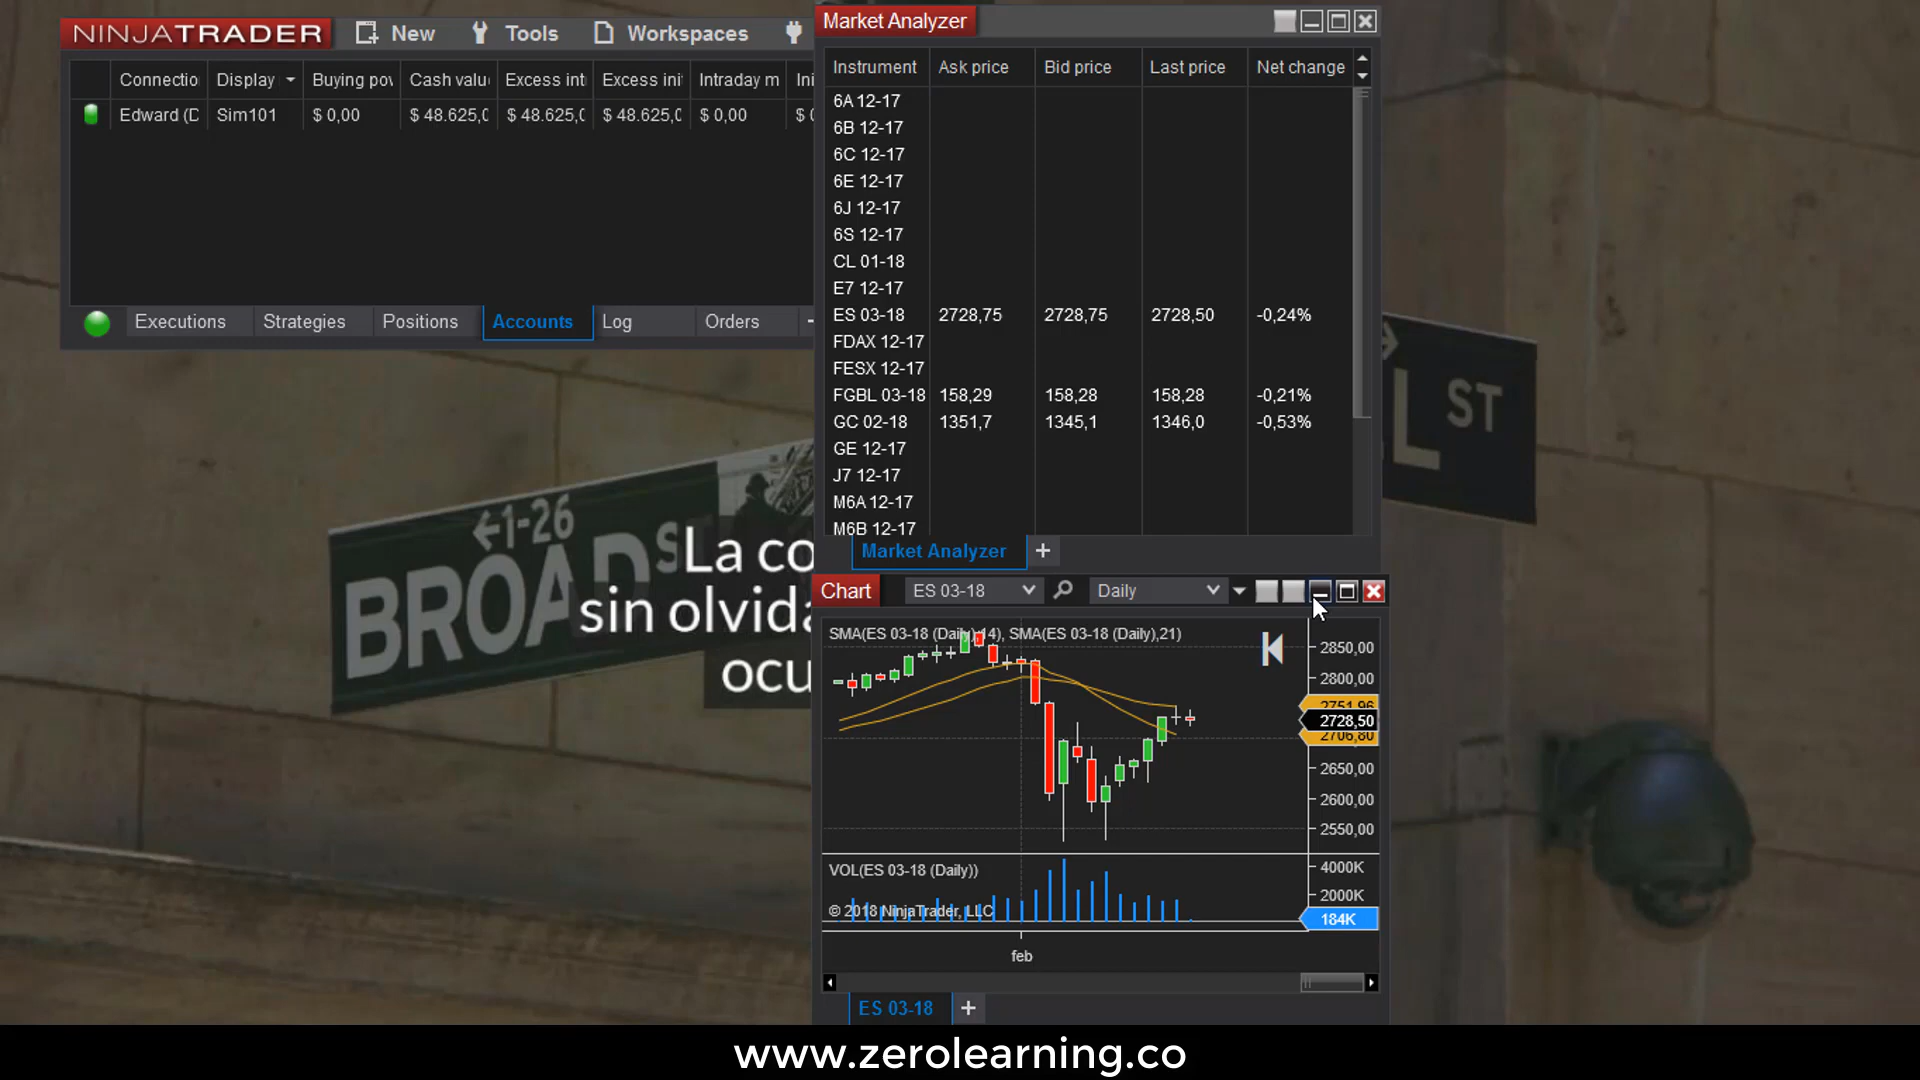 NINJATRADER New Tools Workspaces
Connectio Display Buying pov Cash valu Excess int Excess ini Intraday m Ini
Edward (D Sim101 $ 0,00 $ 48.625,0 $ 48.625,0 $ 48.625,0 $ 0,00 $ 0
Executions Strategies Positions Accounts Log Orders
Market Analyzer
Instrument Ask price Bid price Last price Net change
6A 12-17
6B 12-17
6C 12-17
6E 12-17
6J 12-17
6S 12-17
CL 01-18
E7 12-17
ES 03-18 2728,75 2728,75 2728,50 -0,24%
FDAX 12-17
FESX 12-17
FGBL 03-18 158,29 158,28 158,28 -0,21%
GC 02-18 1351,7 1345,1 1346,0 -0,53%
GE 12-17
J7 12-17
M6A 12-17
M6B 12-17
Market Analyzer +
Chart ES 03-18 Daily
SMA(ES 03-18 (Daily),14), SMA(ES 03-18 (Daily),21)
2850,00
2800,00
2751,96
2728,50
2706,80
2650,00
2600,00
2550,00
VOL(ES 03-18 (Daily))
4000K
2000K
© 2018 NinjaTrader, LLC
184K
feb
ES 03-18 +
←1-26
BROAD S
L ST
La co
sin olvida
ocu
www.zerolearning.co